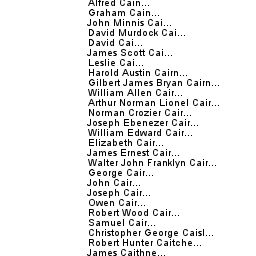 Alfred Cain...
Graham Cain...
John Minnis Cai...
David Murdock Cai...
David Cai...
James Scott Cai...
Leslie Cai...
Harold Austin Cairn...
Gilbert James Bryan Cairn...
William Allen Cair...
Arthur Norman Lionel Cair...
Norman Crozier Cair...
Joseph Ebenezer Cair...
William Edward Cair...
Elizabeth Cair...
James Ernest Cair...
Walter John Franklyn Cair...
George Cair...
John Cair...
Joseph Cair...
Owen Cair...
Robert Wood Cair...
Samuel Cair...
Christopher George Caisl...
Robert Hunter Caitche...
James Caithne...